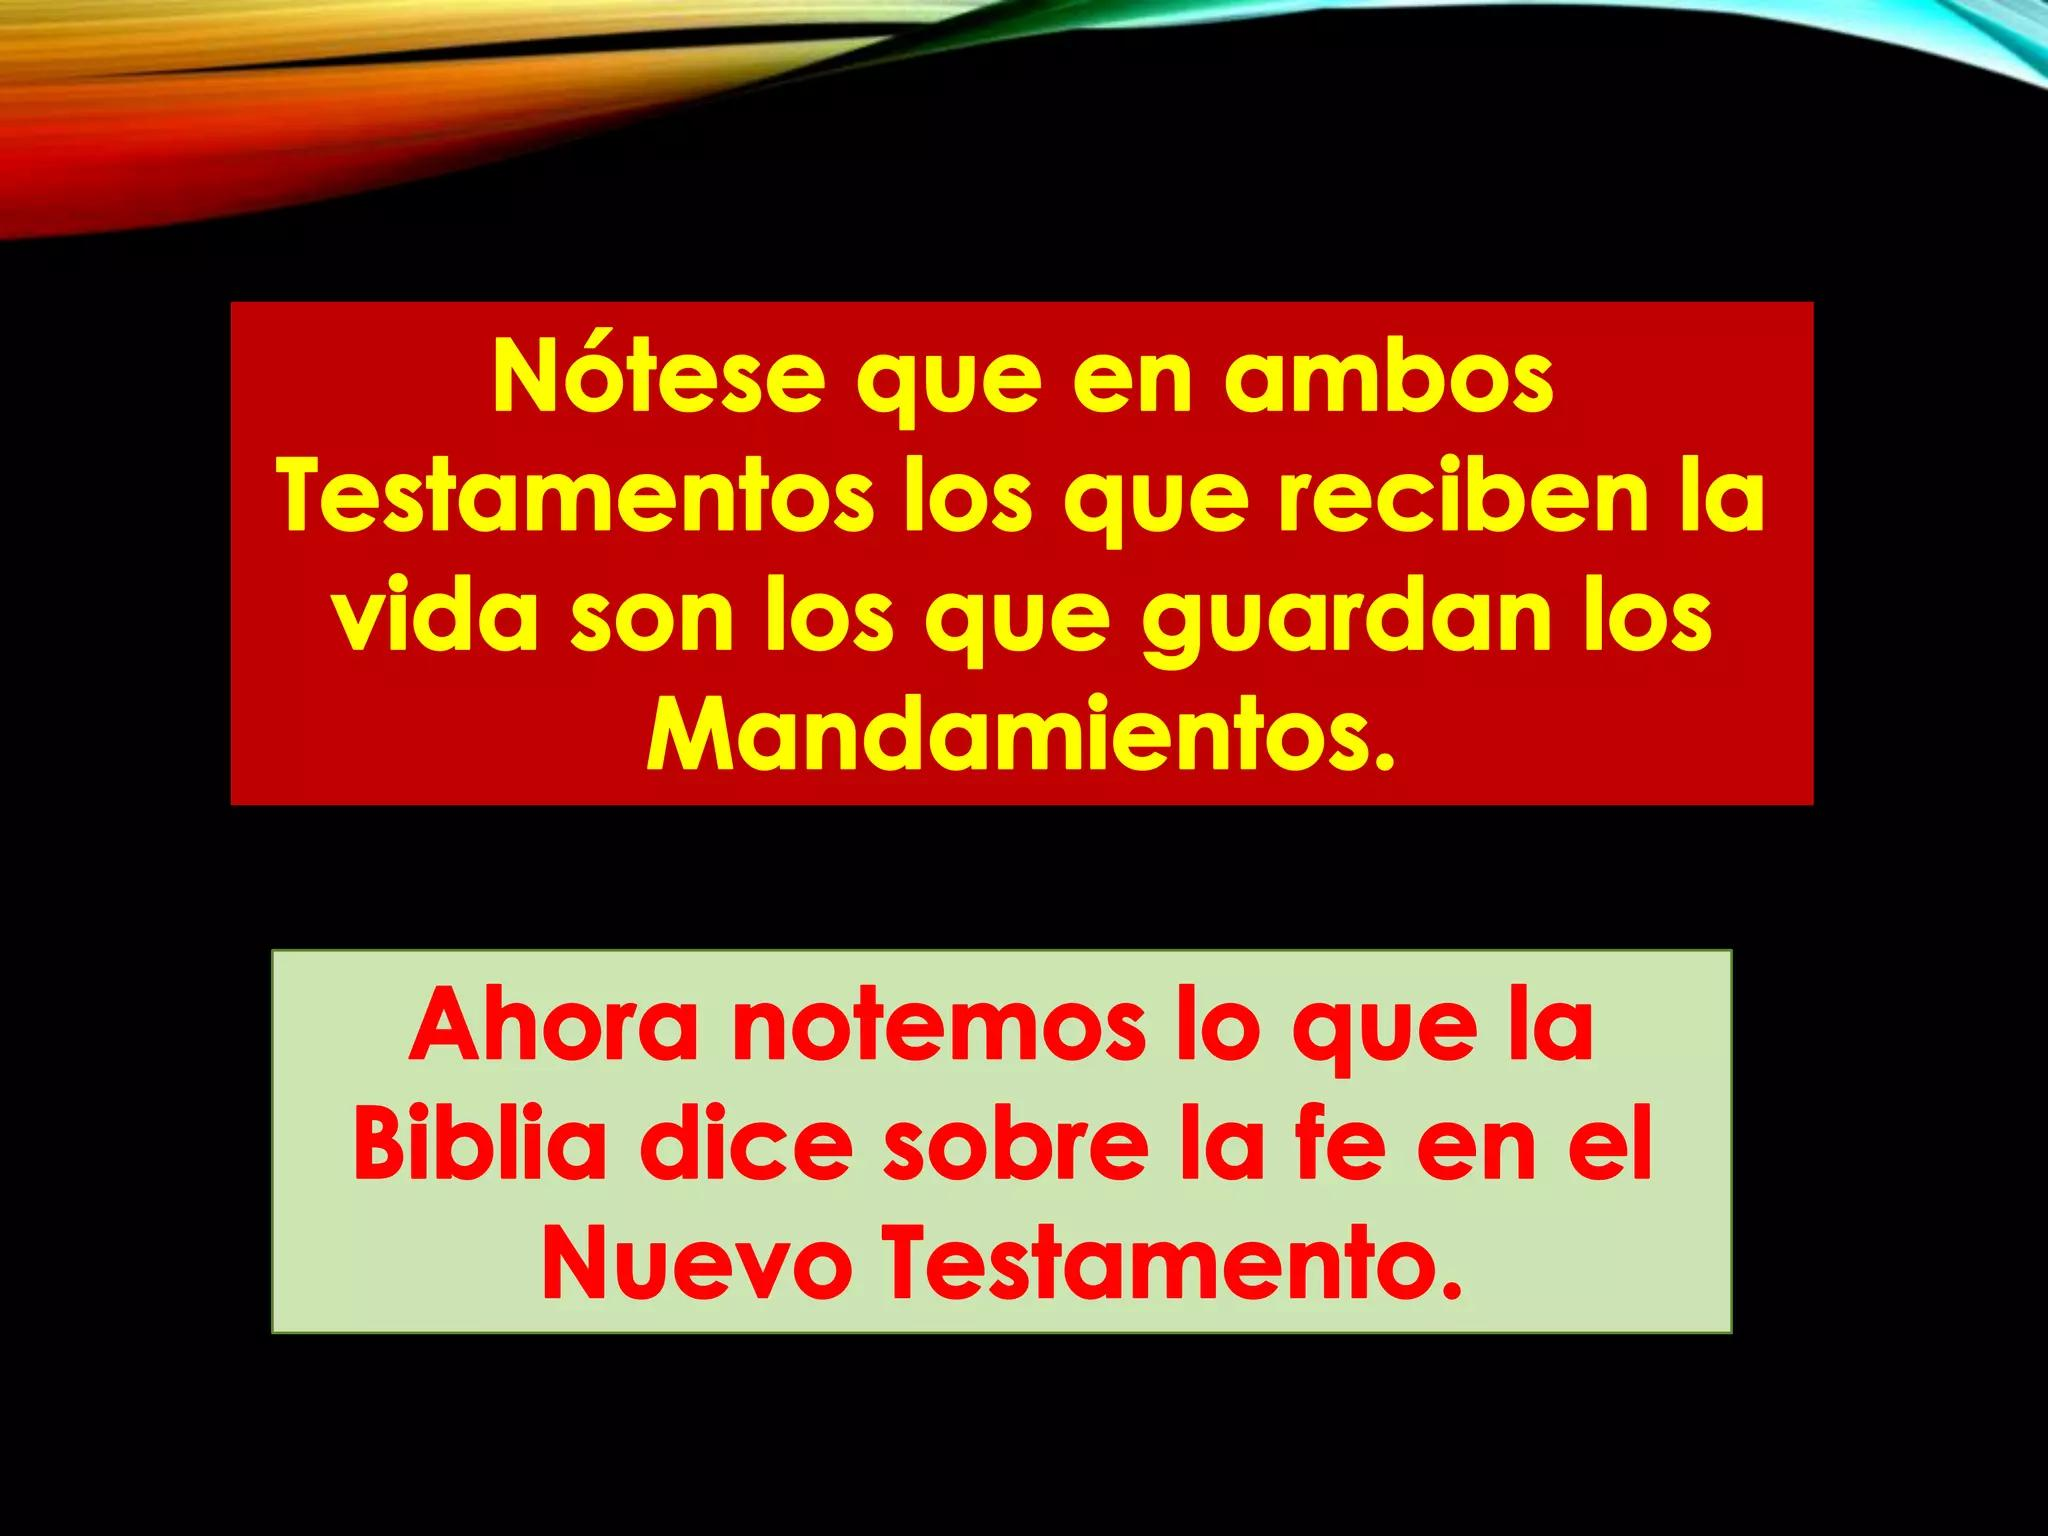 Nótese que en ambos
Testamentos los que reciben la
vida son los que guardan los
Mandamientos.
Ahora notemos lo que la
Biblia dice sobre la fe en el
Nuevo Testamento.